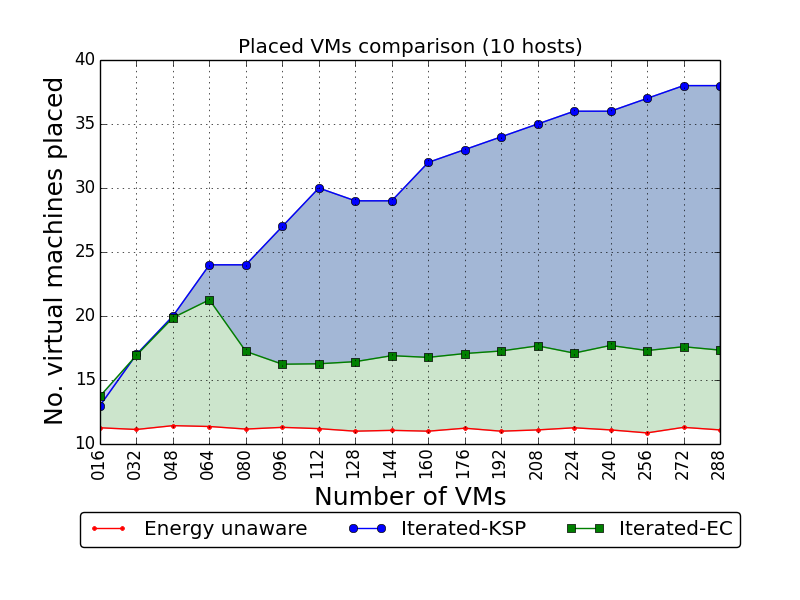 Placed VMs comparison (10 hosts)
No. virtual machines placed
40
35
30
25
20
15
10
016 032 048 064 080 096 112 128 144 160 176 192 208 224 240 256 272 288
Number of VMs
Energy unaware Iterated-KSP Iterated-EC